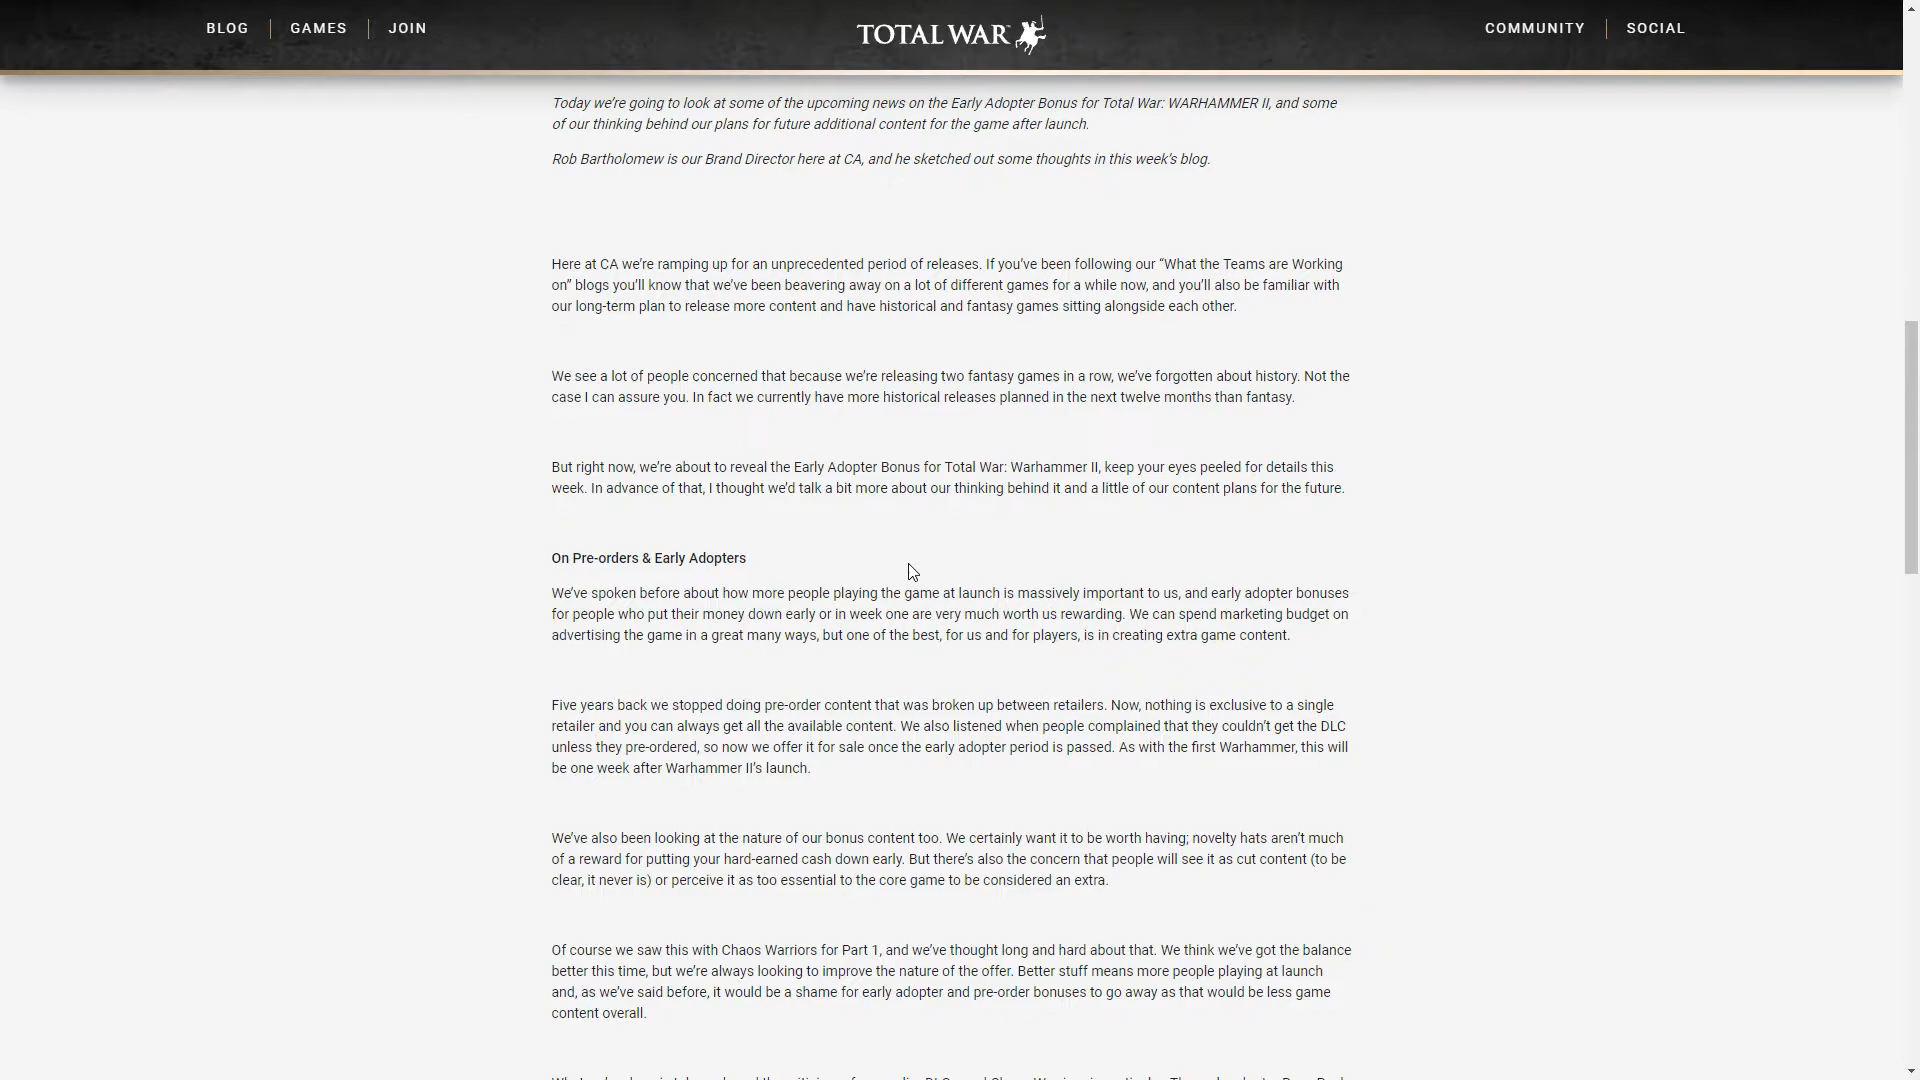 BLOG
GAMES
JOIN
TOTAL WAR
COMMUNITY
SOCIAL
Today we’re going to look at some of the upcoming news on the Early Adopter Bonus for Total War: WARHAMMER II, and some
of our thinking behind our plans for future additional content for the game after launch.
Rob Bartholomew is our Brand Director here at CA, and he sketched out some thoughts in this week’s blog.
Here at CA we’re ramping up for an unprecedented period of releases. If you’ve been following our “What the Teams are Working
on” blogs you’ll know that we’ve been beavering away on a lot of different games for a while now, and you’ll also be familiar with
our long-term plan to release more content and have historical and fantasy games sitting alongside each other.
We see a lot of people concerned that because we’re releasing two fantasy games in a row, we’ve forgotten about history. Not the
case I can assure you. In fact we currently have more historical releases planned in the next twelve months than fantasy.
But right now, we’re about to reveal the Early Adopter Bonus for Total War: Warhammer II, keep your eyes peeled for details this
week. In advance of that, I thought we’d talk a bit more about our thinking behind it and a little of our content plans for the future.
On Pre-orders & Early Adopters
We’ve spoken before about how more people playing the game at launch is massively important to us, and early adopter bonuses
for people who put their money down early or in week one are very much worth us rewarding. We can spend marketing budget on
advertising the game in a great many ways, but one of the best, for us and for players, is in creating extra game content.
Five years back we stopped doing pre-order content that was broken up between retailers. Now, nothing is exclusive to a single
retailer and you can always get all the available content. We also listened when people complained that they couldn’t get the DLC
unless they pre-ordered, so now we offer it for sale once the early adopter period is passed. As with the first Warhammer, this will
be one week after Warhammer II’s launch.
We’ve also been looking at the nature of our bonus content too. We certainly want it to be worth having; novelty hats aren’t much
of a reward for putting your hard-earned cash down early. But there’s also the concern that people will see it as cut content (to be
clear, it never is) or perceive it as too essential to the core game to be considered an extra.
Of course we saw this with Chaos Warriors for Part 1, and we’ve thought long and hard about that. We think we’ve got the balance
better this time, but we’re always looking to improve the nature of the offer. Better stuff means more people playing at launch
and, as we’ve said before, it would be a shame for early adopter and pre-order bonuses to go away as that would be less game
content overall.